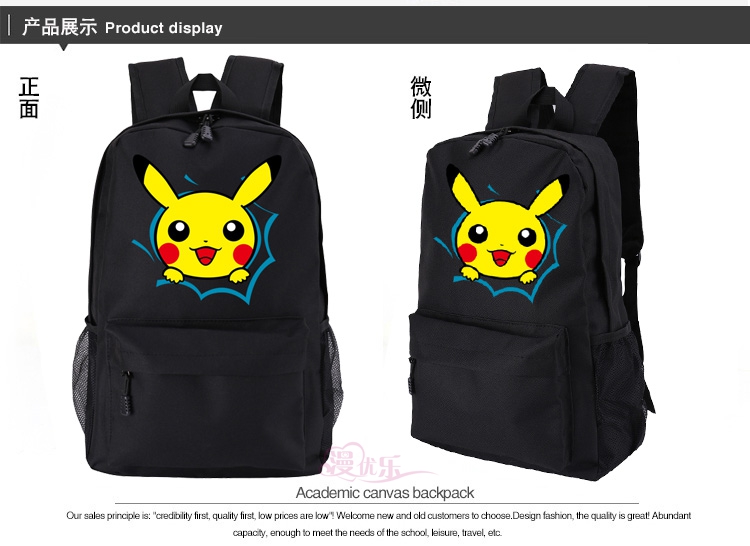 产品展示 Product display
正面
微侧
漫优乐
Academic canvas backpack
Our sales principle is: "credibility first, quality first, low prices are low"! Welcome new and old customers to choose.Design fashion, the quality is great! Abundant
capacity, enough to meet the needs of the school, leisure, travel, etc.